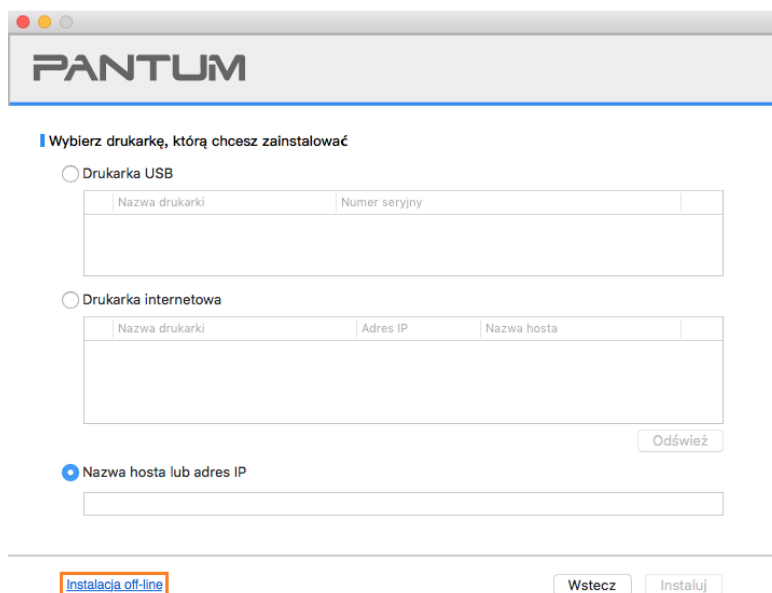 PANTUM
Wybierz drukarkę, którą chcesz zainstalować
Drukarka USB
Nazwa drukarki Numer seryjny
Drukarka internetowa
Nazwa drukarki Adres IP Nazwa hosta
Odśwież
Nazwa hosta lub adres IP
Instalacja off-line Wstecz Instaluj